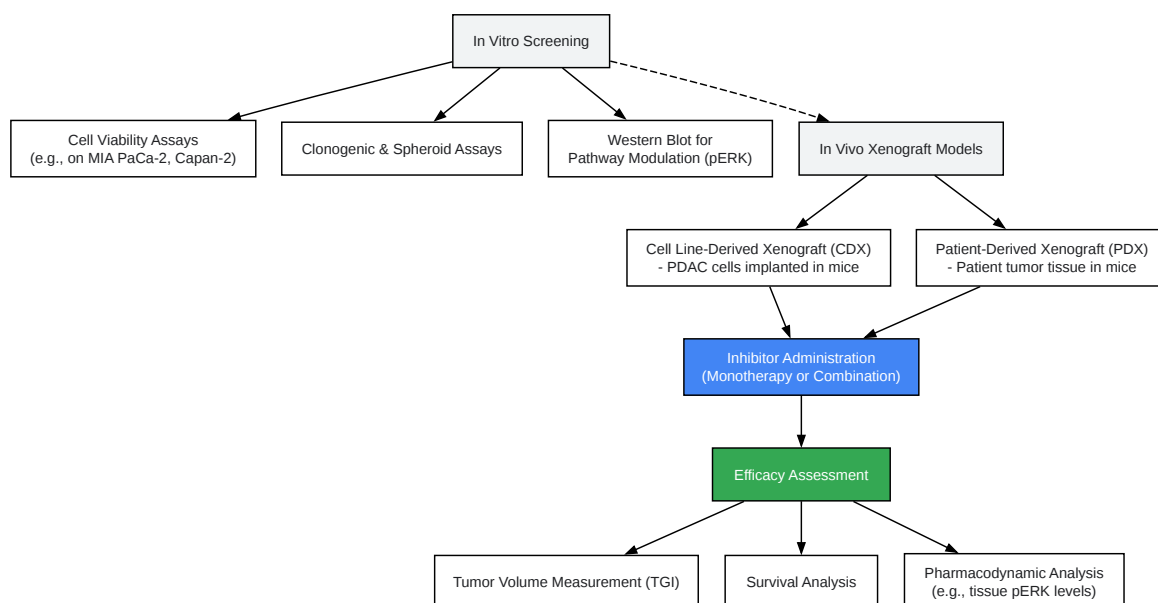 In Vitro Screening
Cell Viability Assays
(e.g., on MIA PaCa-2, Capan-2)
Clonogenic & Spheroid Assays
Western Blot for
Pathway Modulation (pERK)
In Vivo Xenograft Models
Cell Line-Derived Xenograft (CDX)
- PDAC cells implanted in mice
Patient-Derived Xenograft (PDX)
- Patient tumor tissue in mice
Inhibitor Administration
(Monotherapy or Combination)
Efficacy Assessment
Tumor Volume Measurement (TGI)
Survival Analysis
Pharmacodynamic Analysis
(e.g., tissue pERK levels)